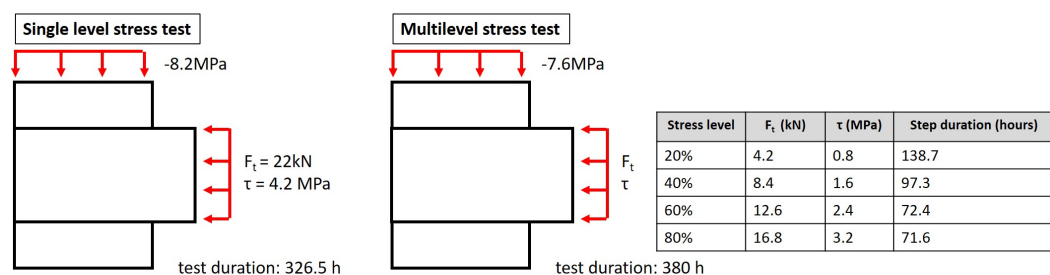 Single level stress test
-8.2MPa
Fₜ = 22kN
τ = 4.2 MPa
test duration: 326.5 h
Multilevel stress test
-7.6MPa
Fₜ
τ
test duration: 380 h
Stress level Fₜ (kN) τ (MPa) Step duration (hours)
20% 4.2 0.8 138.7
40% 8.4 1.6 97.3
60% 12.6 2.4 72.4
80% 16.8 3.2 71.6